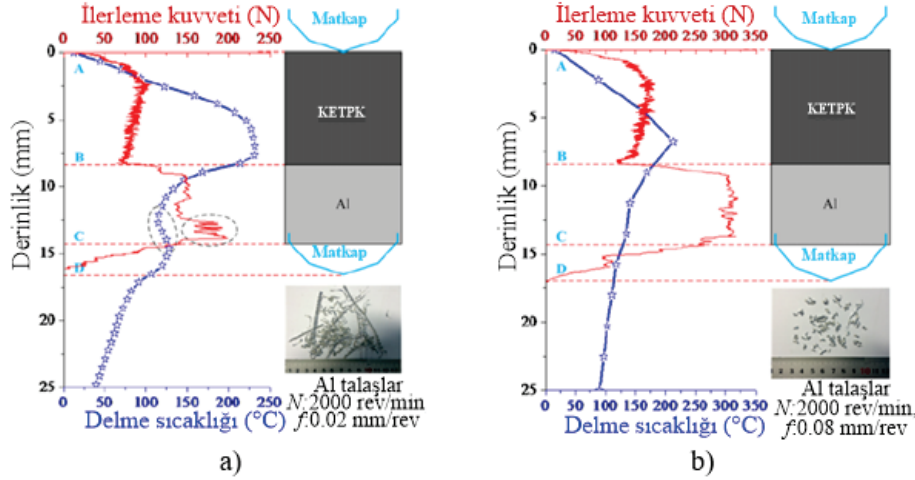 İlerleme kuvveti (N)
0 50 100 150 200 250
Matkap
0
5
10
15
20
25
Derinlik (mm)
A
B
C
D
KETPK
Al
Matkap
0 50 100 150 200 250
Delme sıcaklığı (°C)
Al talaşlar
N:2000 rev/min
f:0.02 mm/rev
a)
İlerleme kuvveti (N)
0 50 100 150 200 250 300 350
Matkap
0
5
10
15
20
25
Derinlik (mm)
A
B
C
D
KETPK
Al
Matkap
0 50 100 150 200 250 300 350
Delme sıcaklığı (°C)
Al talaşlar
N:2000 rev/min,
f:0.08 mm/rev
b)